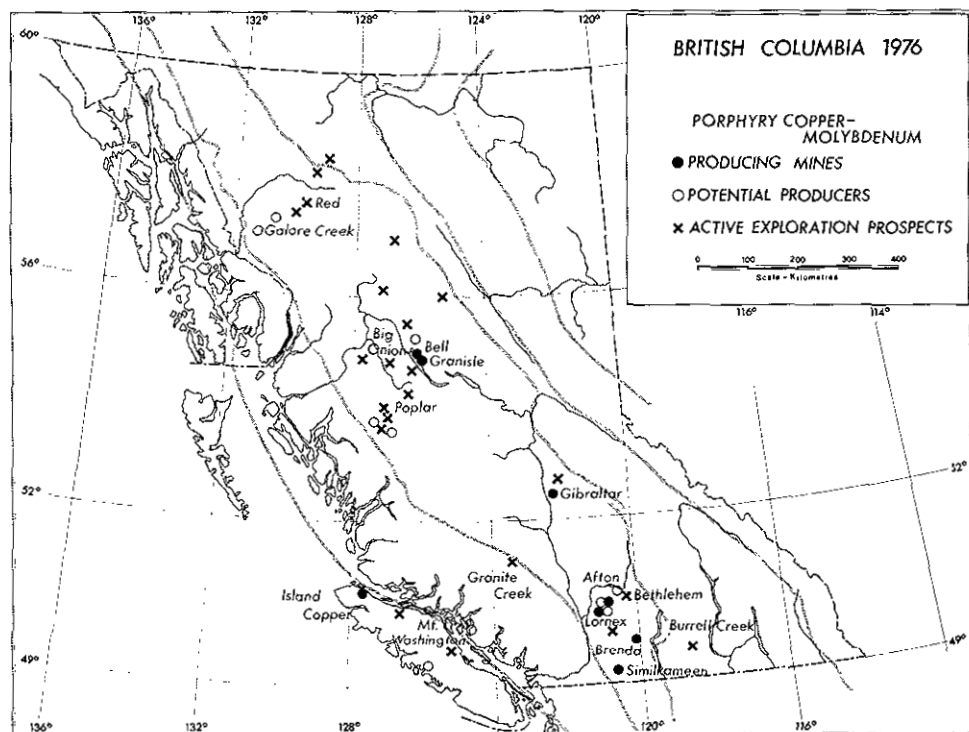 136°
132°
128°
124°
120°
60°
BRITISH COLUMBIA 1976
PORPHYRY COPPER-
MOLYBDENUM
PRODUCING MINES
POTENTIAL PRODUCERS
ACTIVE EXPLORATION PROSPECTS
0 100 200 300 400
Scale - Kilometres
Red
Galore Creek
56°
116°
114°
Big
Onion
Bell
Granisle
Poplar
52°
52°
Gibraltar
Granite
Creek
Afton
Bethlehem
Island
Copper
Lornex
Mt.
Washington
Burrell Creek
Brenda
Similkameen
49°
49°
136°
128°
120°
116°